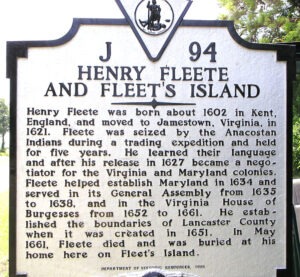 J 94
HENRY FLEETE
AND FLEET'S ISLAND
Henry Fleete was born about 1602 in Kent,
England, and moved to Jamestown, Virginia, in
1621. Fleete was seized by the Anacostan
Indians during a trading expedition and held
for five years. He learned their language
and after his release in 1627 became a nego-
tiator for the Virginia and Maryland colonies.
Fleete helped establish Maryland in 1634 and
served in its General Assembly from 1635
to 1638, and in the Virginia House of
Burgesses from 1652 to 1661. He estab-
lished the boundaries of Lancaster County
when it was created in 1651. In May
1661, Fleete died and was buried at his
home here on Fleet's Island.
DEPARTMENT OF HISTORIC RESOURCES,